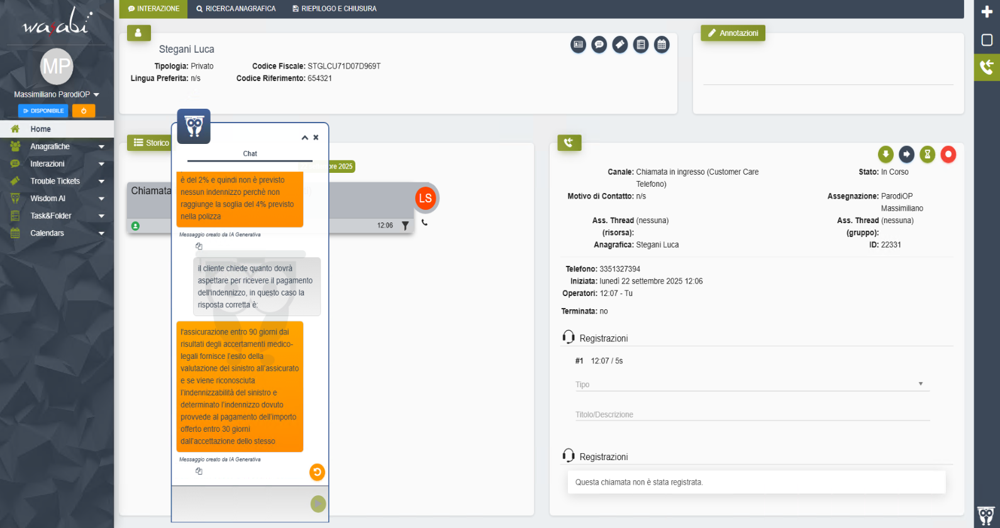 wasabi
MP
Massimiliano ParodiOP
DISPONIBILE
Home
Anagrafiche
Interazioni
Trouble Tickets
Wisdom AI
Task&Folder
Calendars
INTERAZIONE
RICERCA ANAGRAFICA
RIEPILOGO E CHIUSURA
Stegani Luca
Tipologia: Privato
Codice Fiscale: STGLCU71D07D969T
Lingua Preferita: n/s
Codice Riferimento: 654321
Annotazioni
Storico
2025
Chiamata
LS
12:06
Chat
è del 2% e quindi non è previsto
nessun indennizzo perchè non
raggiunge la soglia del 4% previsto
nella polizza
Messaggio creato da IA Generativa
il cliente chiede quanto dovrà
aspettare per ricevere il pagamento
dell'indennizzo, in questo caso la
risposta corretta è:
l'assicurazione entro 90 giorni dai
risultati degli accertamenti medico-
legali fornisce l'esito della
valutazione del sinistro all'assicurato
e se viene riconosciuta
l'indennizzabilità del sinistro e
determinato l'indennizzo dovuto
provvede al pagamento dell'importo
offerto entro 30 giorni
dall'accettazione dello stesso
Messaggio creato da IA Generativa
Canale: Chiamata in ingresso (Customer Care
Telefono)
Stato: In Corso
Motivo di Contatto: n/s
Assegnazione: ParodiOP
Massimiliano
Ass. Thread (nessuna)
(risorsa):
Ass. Thread (nessuna)
(gruppo):
Anagrafica: Stegani Luca
ID: 22331
Telefono: 3351327394
Iniziata: lunedì 22 settembre 2025 12:06
Operatori: 12:07 - Tu
Terminata: no
Registrazioni
#1 12:07 / 5s
Tipo
Titolo/Descrizione
Registrazioni
Questa chiamata non è stata registrata.